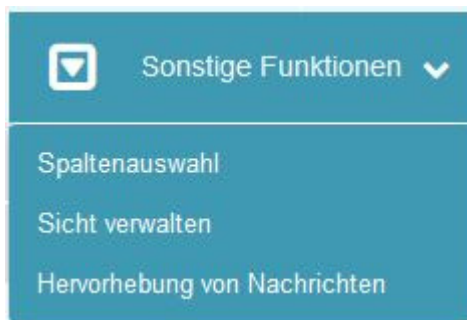 Sonstige Funktionen
Spaltenauswahl
Sicht verwalten
Hervorhebung von Nachrichten